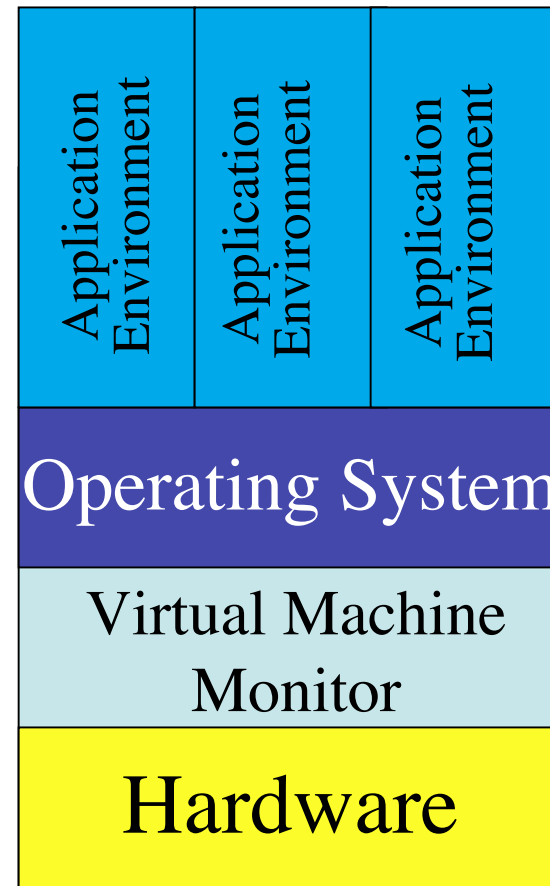 Application
Environment
Application
Environment
Application
Environment
Operating System
Virtual Machine
Monitor
Hardware